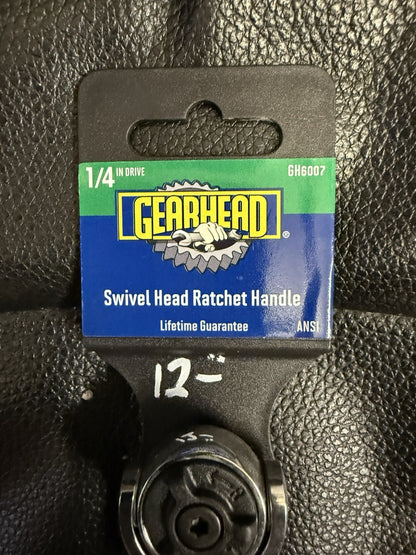 1/4 IN DRIVE GH6007
GEARHEAD®
Swivel Head Ratchet Handle
Lifetime Guarantee ANSI
12-